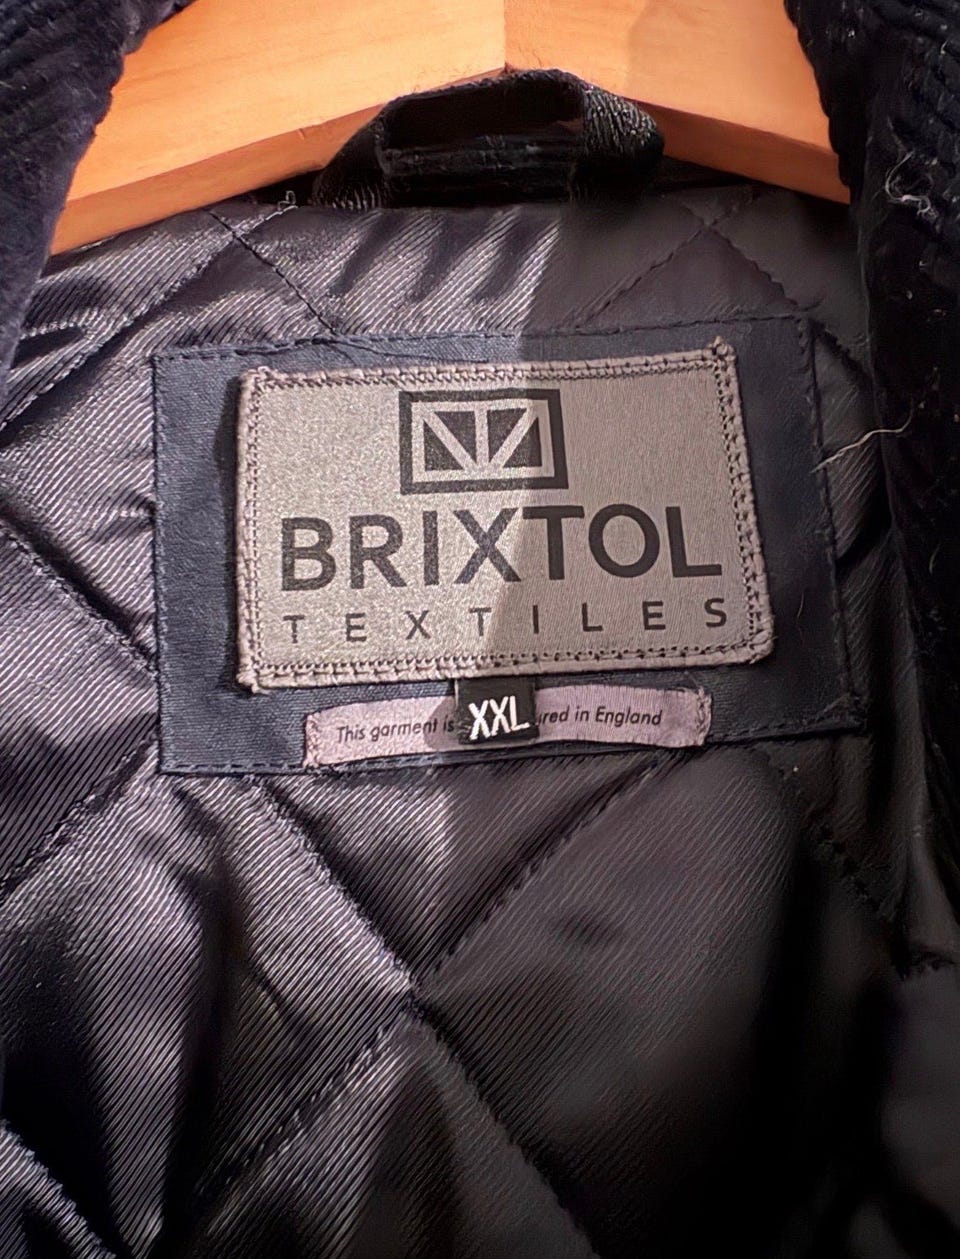 BRIXTOL
TEXTILES
XXL
This garment is ured in England